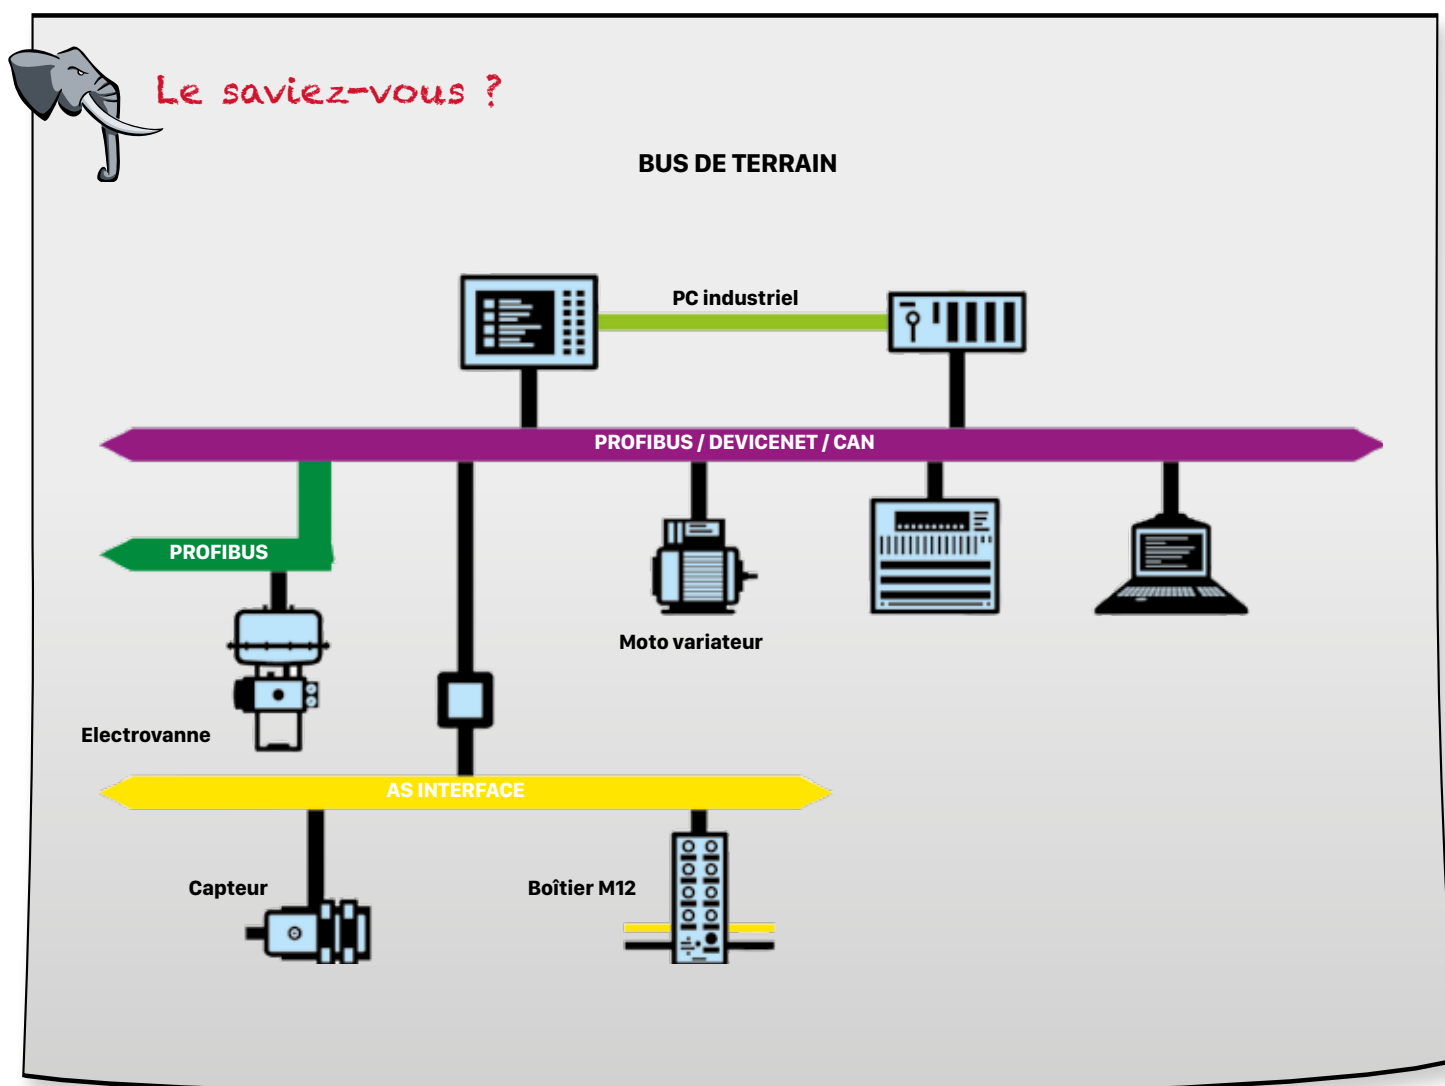 Le saviez-vous ?
BUS DE TERRAIN
PC industriel
PROFIBUS / DEVICENET / CAN
PROFIBUS
Moto variateur
Electrovanne
AS INTERFACE
Capteur
Boîtier M12